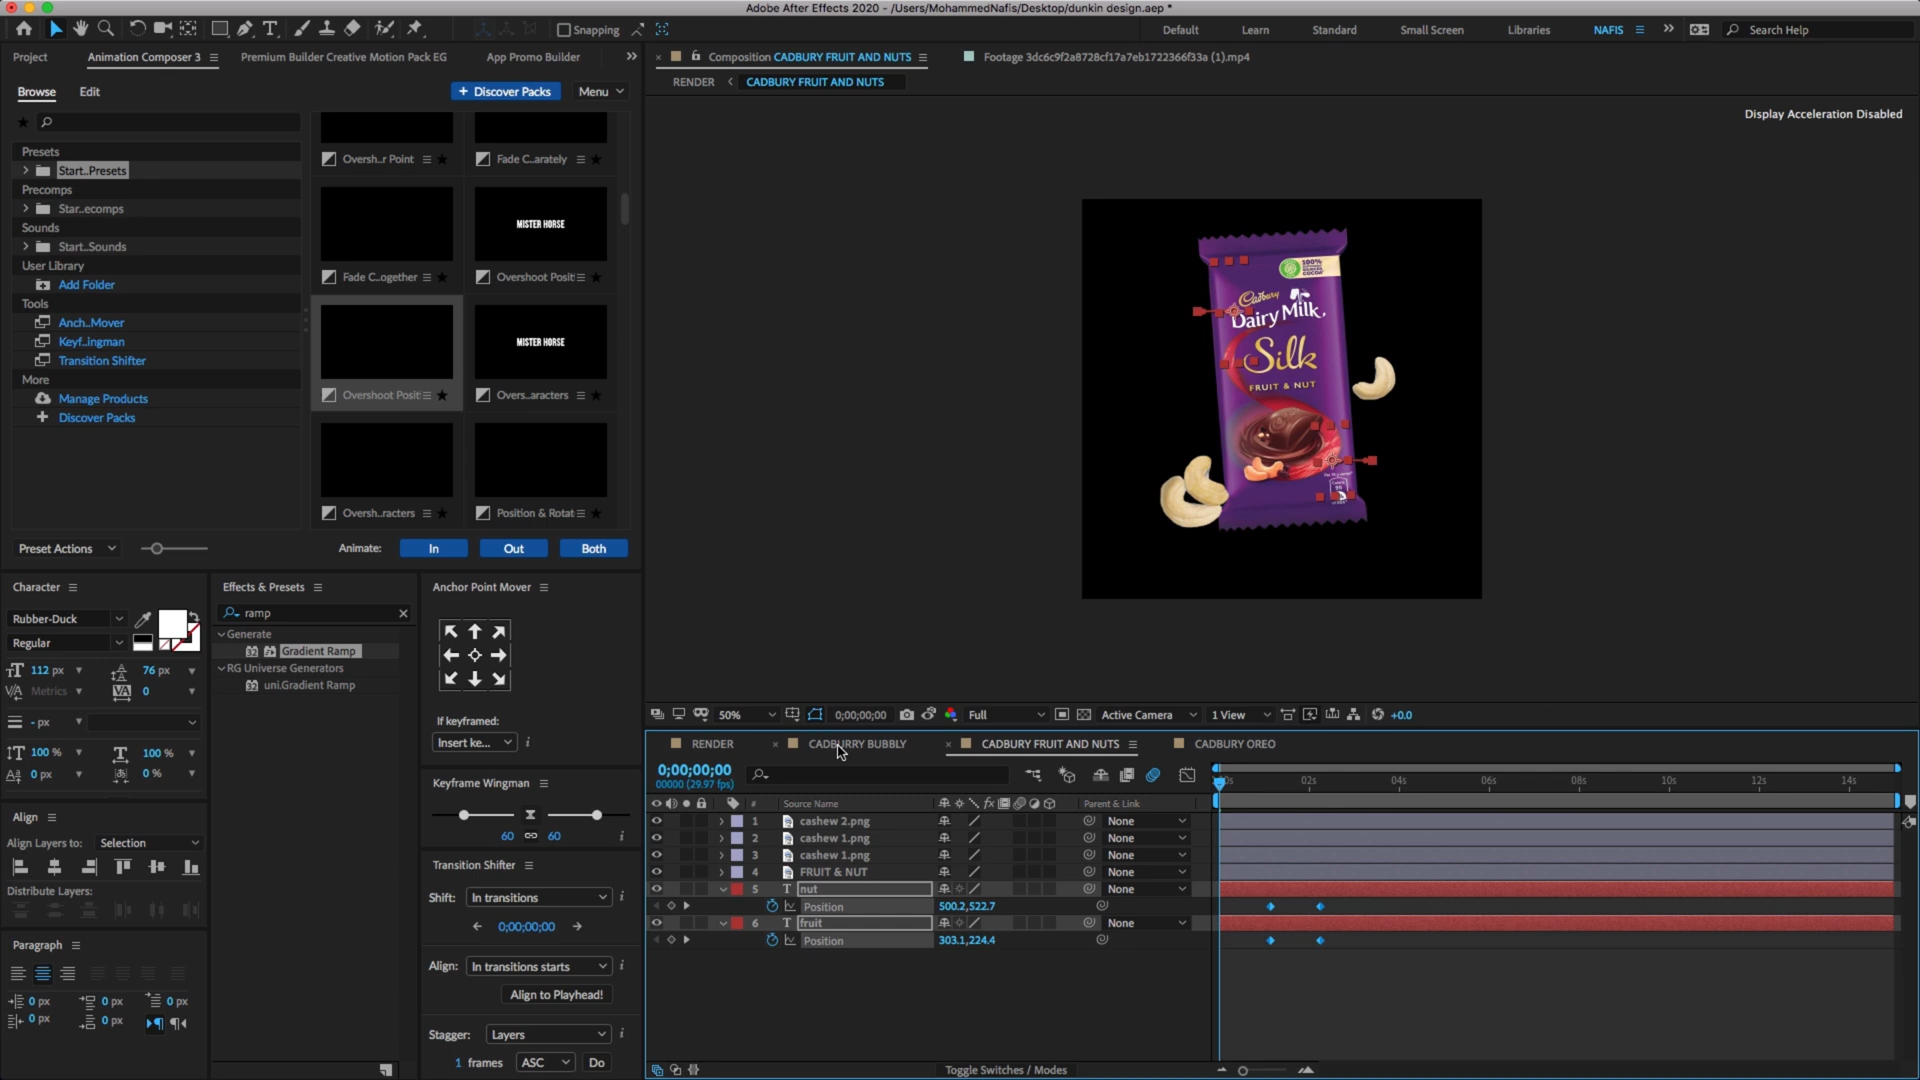 Adobe After Effects 2020 - /Users/MohammedNafis/Desktop/dunkin design.aep *
Snapping
Default
Learn
Standard
Small Screen
Libraries
NAFIS
Search Help
Project
Animation Composer 3
Premium Builder Creative Motion Pack EG
App Promo Builder
Composition CADBURY FRUIT AND NUTS
Footage 3dc6c9f2a8728cf17a7eb1722366f33a (1).mp4
RENDER
CADBURY FRUIT AND NUTS
Browse
Edit
+ Discover Packs
Menu
Display Acceleration Disabled
Presets
Start..Presets
Precomps
Star..ecomps
Sounds
Start..Sounds
User Library
Add Folder
Tools
Anch..Mover
Keyf..ingman
Transition Shifter
More
Manage Products
Discover Packs
Oversh..r Point
Fade C..arately
MISTER HORSE
Fade C..ogether
Overshoot Posit
MISTER HORSE
Overshoot Posit
Overs..aracters
Oversh..racters
Position & Rotat
Preset Actions
Animate:
In
Out
Both
100%
Cadbury
Dairy Milk.
Silk
FRUIT & NUT
Character
Rubber-Duck
Regular
112 px
76 px
Metrics
0
- px
100 %
100 %
0 px
0 %
Align
Align Layers to:
Selection
Distribute Layers:
Paragraph
0 px
0 px
0 px
0 px
0 px
Effects & Presets
ramp
Generate
Gradient Ramp
RG Universe Generators
uni.Gradient Ramp
Anchor Point Mover
If keyframed:
Insert ke...
Keyframe Wingman
60
60
Transition Shifter
Shift:
In transitions
0;00;00;00
Align:
In transitions starts
Align to Playhead!
Stagger:
Layers
1 frames
ASC
Do
50%
0;00;00;00
Full
Active Camera
1 View
+0.0
RENDER
CADBURRY BUBBLY
CADBURY FRUIT AND NUTS
CADBURY OREO
0;00;00;00
00000 (29.97 fps)
02s
04s
06s
08s
10s
12s
14s
#
Source Name
Parent & Link
1 cashew 2.png None
2 cashew 1.png None
3 cashew 1.png None
4 FRUIT & NUT None
5 T nut None
Position 500.2,522.7
6 T fruit None
Position 303.1,224.4
Toggle Switches / Modes